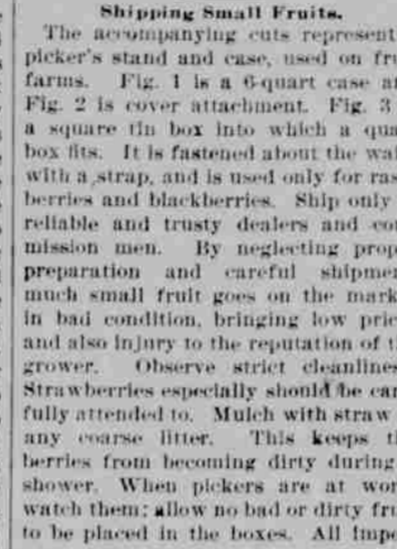 Shipping Small Fruits.
The accompanying cuts represent
picker's stand and case, used on fru
farms. Fig. 1 is a 6-quart case an
Fig. 2 is cover attachment. Fig. 3
a square tin box into which a qua
box fits. It is fastened about the wai
with a strap, and is used only for ras
berries and blackberries. Ship only
reliable and trusty dealers and com
mission men. By neglecting prop
preparation and careful shipmen
much small fruit goes on the mark
in bad condition, bringing low pric
and also injury to the reputation of t
grower. Observe strict cleanlines
Strawberries especially should be car
fully attended to. Mulch with straw
any coarse litter. This keeps th
berries from becoming dirty during
shower. When pickers are at wor
watch them; allow no bad or dirty fru
to be placed in the boxes. All impe